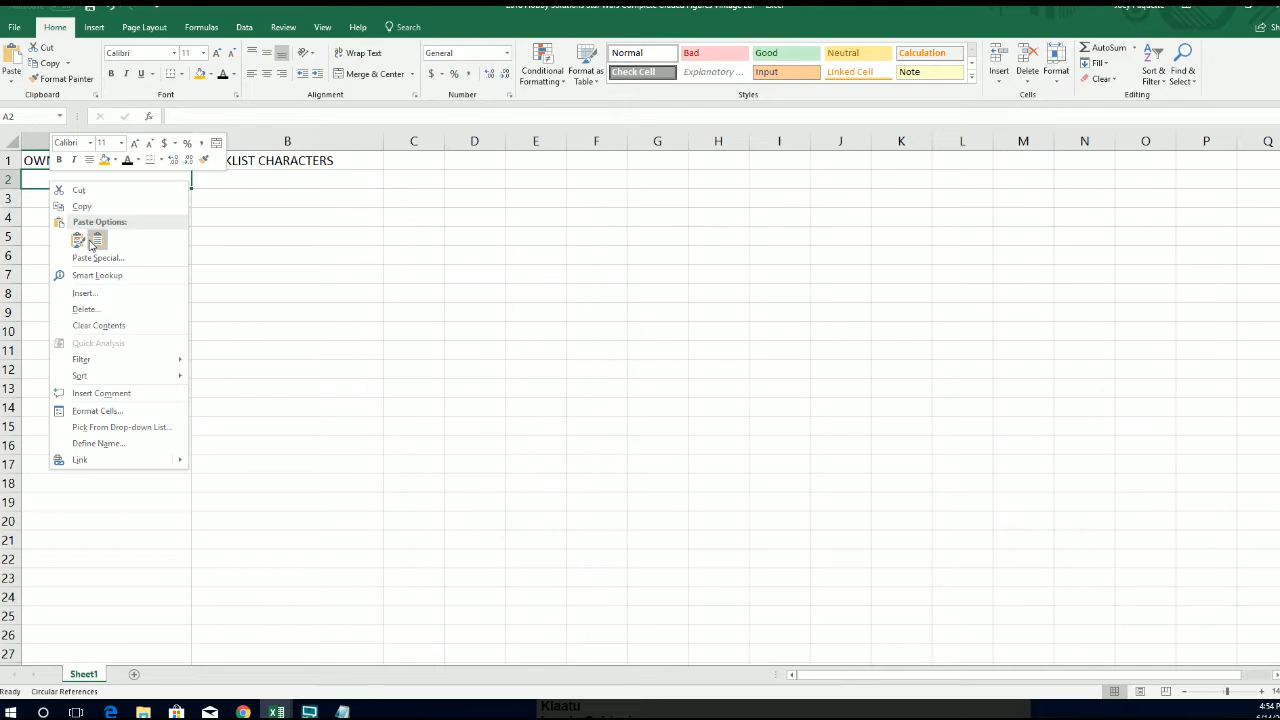 File Home Insert Page Layout Formulas Data Review View Help Search
Cut
Copy
Format Painter
Paste
Calibri 11
B I U
Wrap Text
Merge & Center
General
$ % ,
Conditional Formatting
Format as Table
Normal Bad Good Neutral Calculation
Check Cell Explanatory ... Input Linked Cell Note
Insert Delete Format
AutoSum
Fill
Clear
Sort & Filter
Find & Select
Clipboard Font Alignment Number Styles Cells Editing
A2
fx
Calibri 11 A A $ % ,
B I A
B C D E F G H I J K L M N O P Q
1 KLIST CHARACTERS
2
3
4
5
6
7
8
9
10
11
12
13
14
15
16
17
18
19
20
21
22
23
24
25
26
27
Cut
Copy
Paste Options:
Paste Special...
Smart Lookup
Insert...
Delete...
Clear Contents
Quick Analysis
Filter
Sort
Insert Comment
Format Cells...
Pick From Drop-down List...
Define Name...
Link
Sheet1
Ready Circular References
Klaatu
4:54 PM